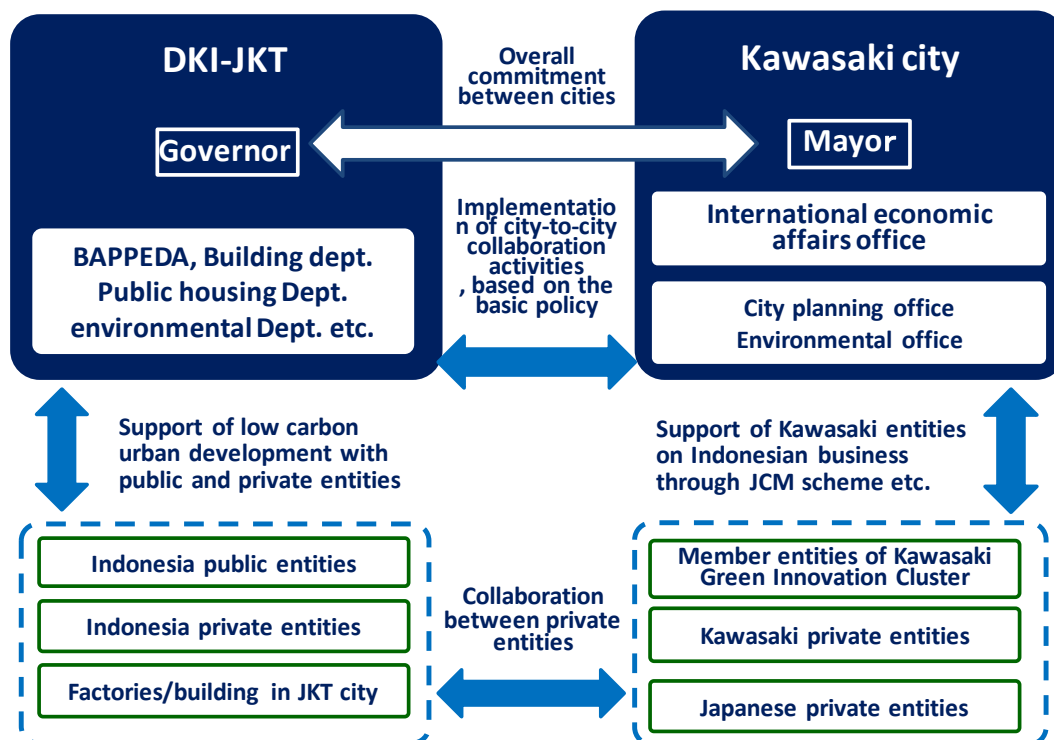 DKI-JKT
Governor
BAPPEDA, Building dept.
Public housing Dept.
environmental Dept. etc.
Overall
commitment
between cities
Implementatio
n of city-to-city
collaboration
activities
, based on the
basic policy
Kawasaki city
Mayor
International economic
affairs office
City planning office
Environmental office
Support of low carbon
urban development with
public and private entities
Support of Kawasaki entities
on Indonesian business
through JCM scheme etc.
Indonesia public entities
Indonesia private entities
Factories/building in JKT city
Collaboration
between private
entities
Member entities of Kawasaki
Green Innovation Cluster
Kawasaki private entities
Japanese private entities